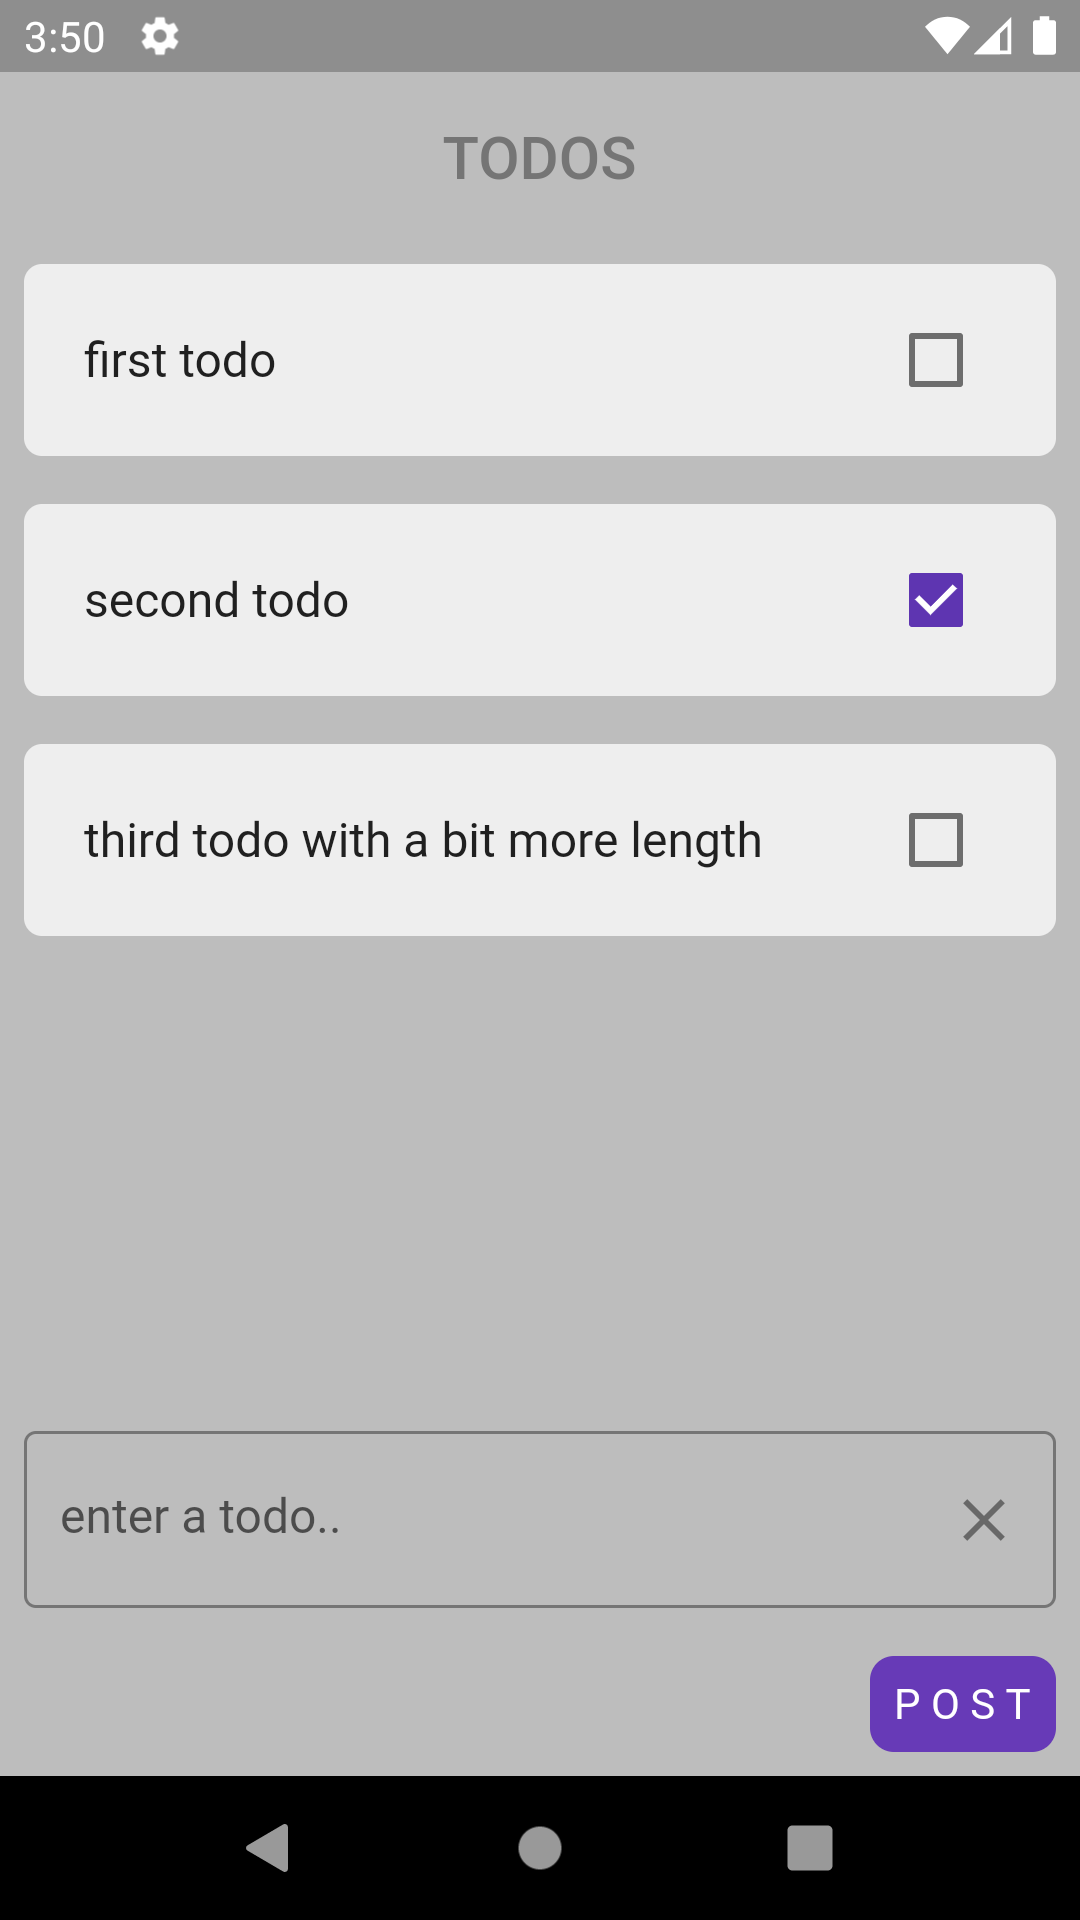 3:50
TODOS
first todo
second todo
third todo with a bit more length
enter a todo..
POST